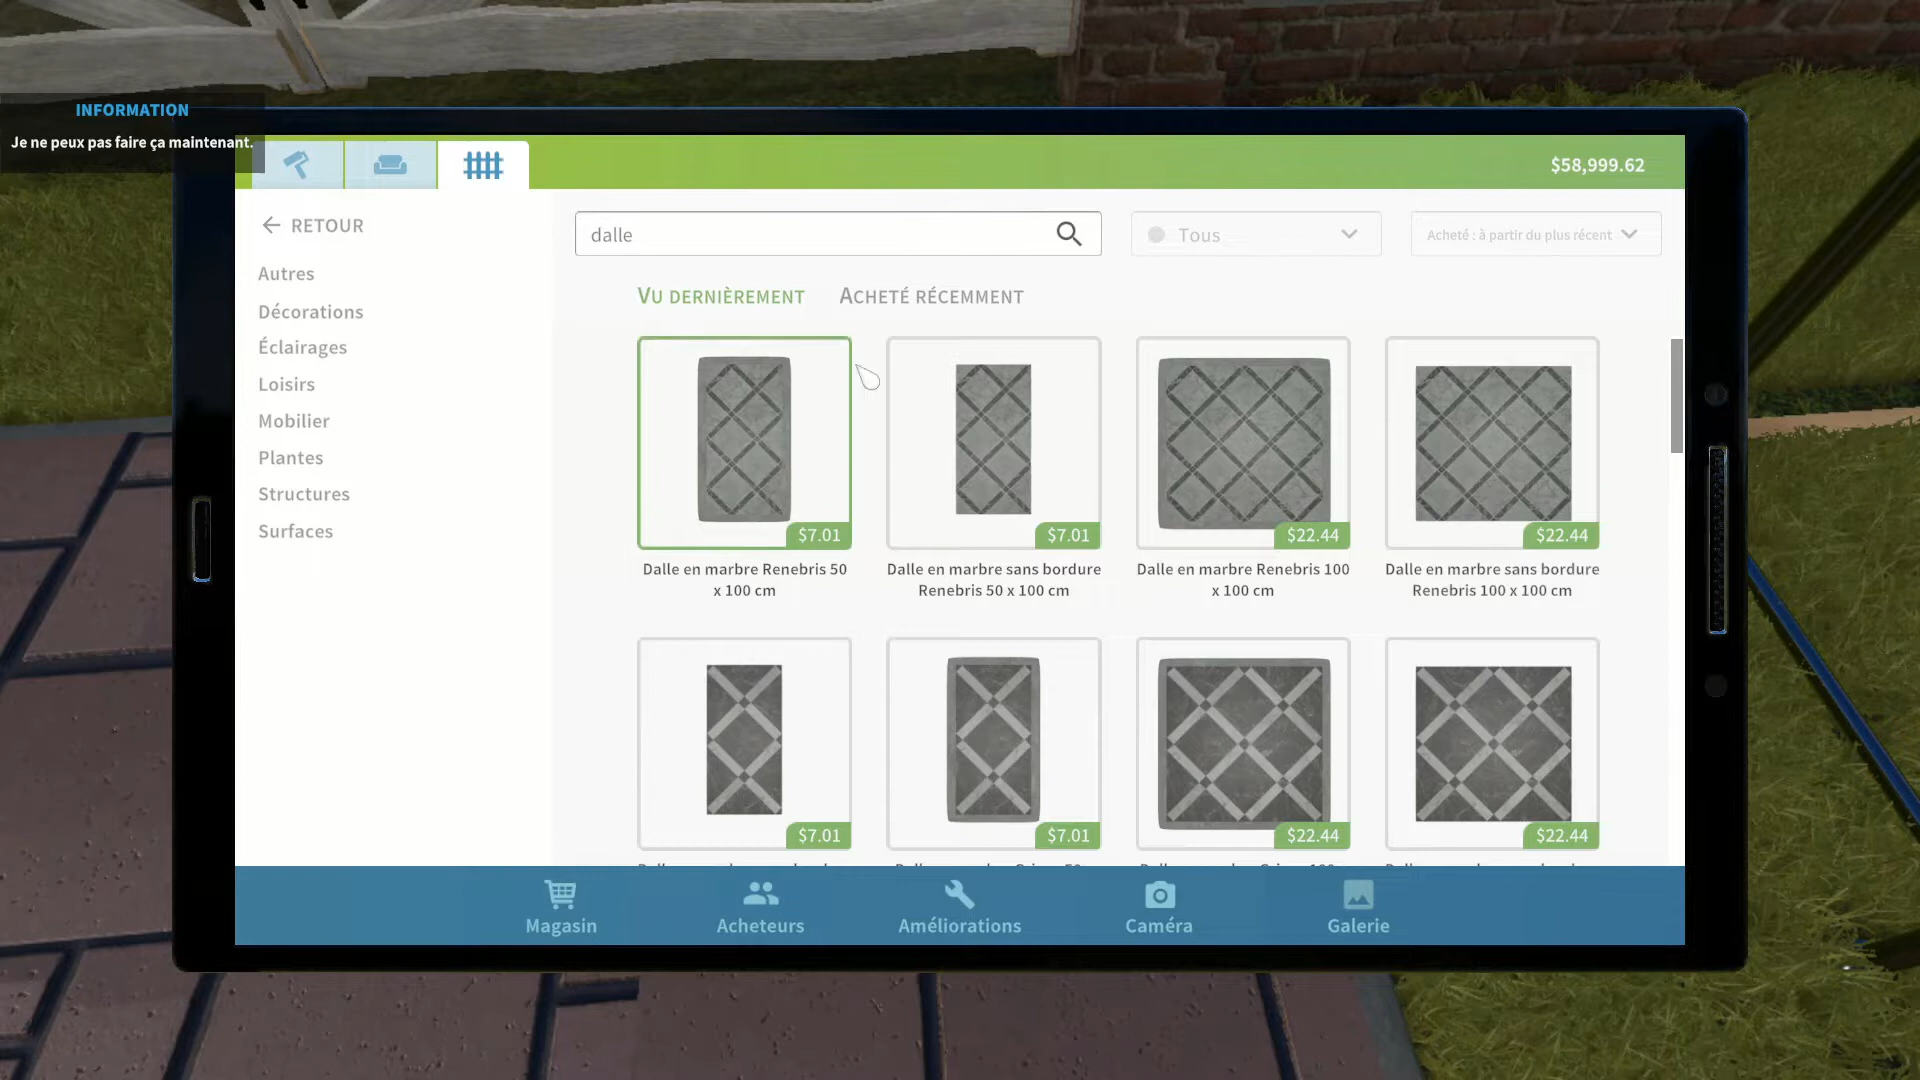 INFORMATION
Je ne peux pas faire ça maintenant.
$58,999.62
RETOUR
dalle
Tous
Acheté : à partir du plus récent
Autres
Décorations
Éclairages
Loisirs
Mobilier
Plantes
Structures
Surfaces
VU DERNIÈREMENT
ACHETÉ RÉCEMMENT
$7.01
$7.01
$22.44
$22.44
Dalle en marbre Renebris 50
x 100 cm
Dalle en marbre sans bordure
Renebris 50 x 100 cm
Dalle en marbre Renebris 100
x 100 cm
Dalle en marbre sans bordure
Renebris 100 x 100 cm
$7.01
$7.01
$22.44
$22.44
Magasin
Acheteurs
Améliorations
Caméra
Galerie